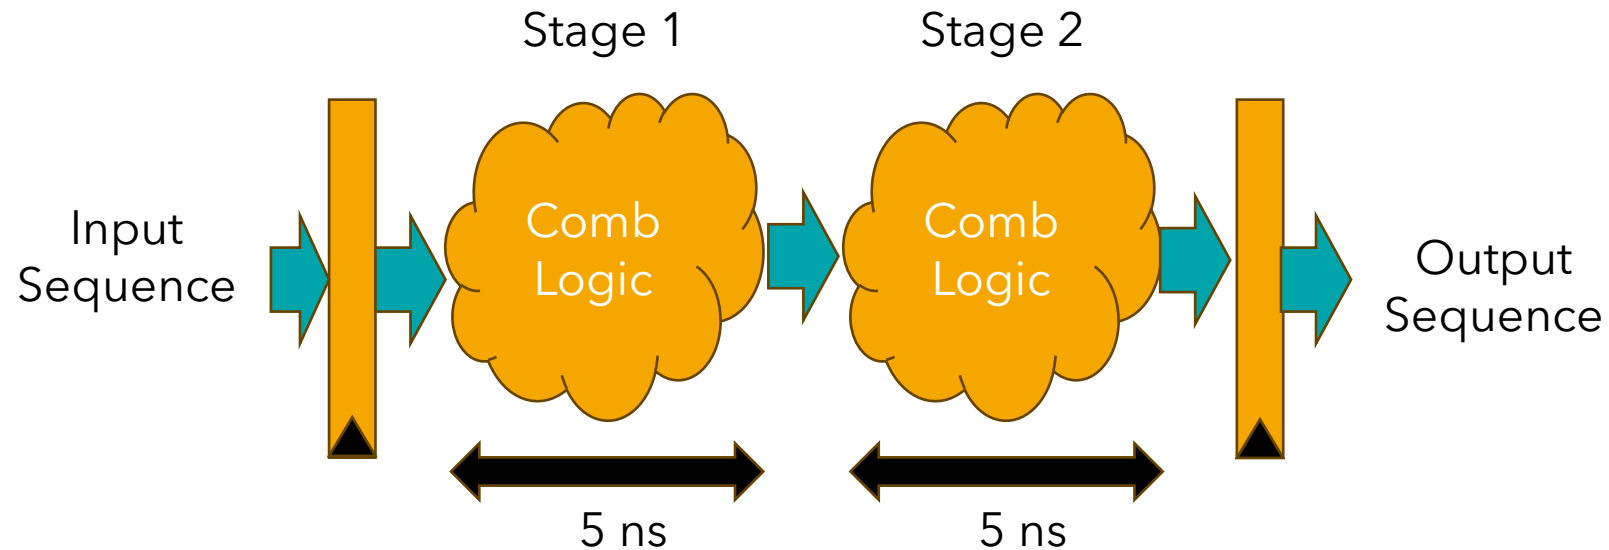 Stage 1
Stage 2
Input
Sequence
Comb
Logic
Comb
Logic
Output
Sequence
5 ns
5 ns